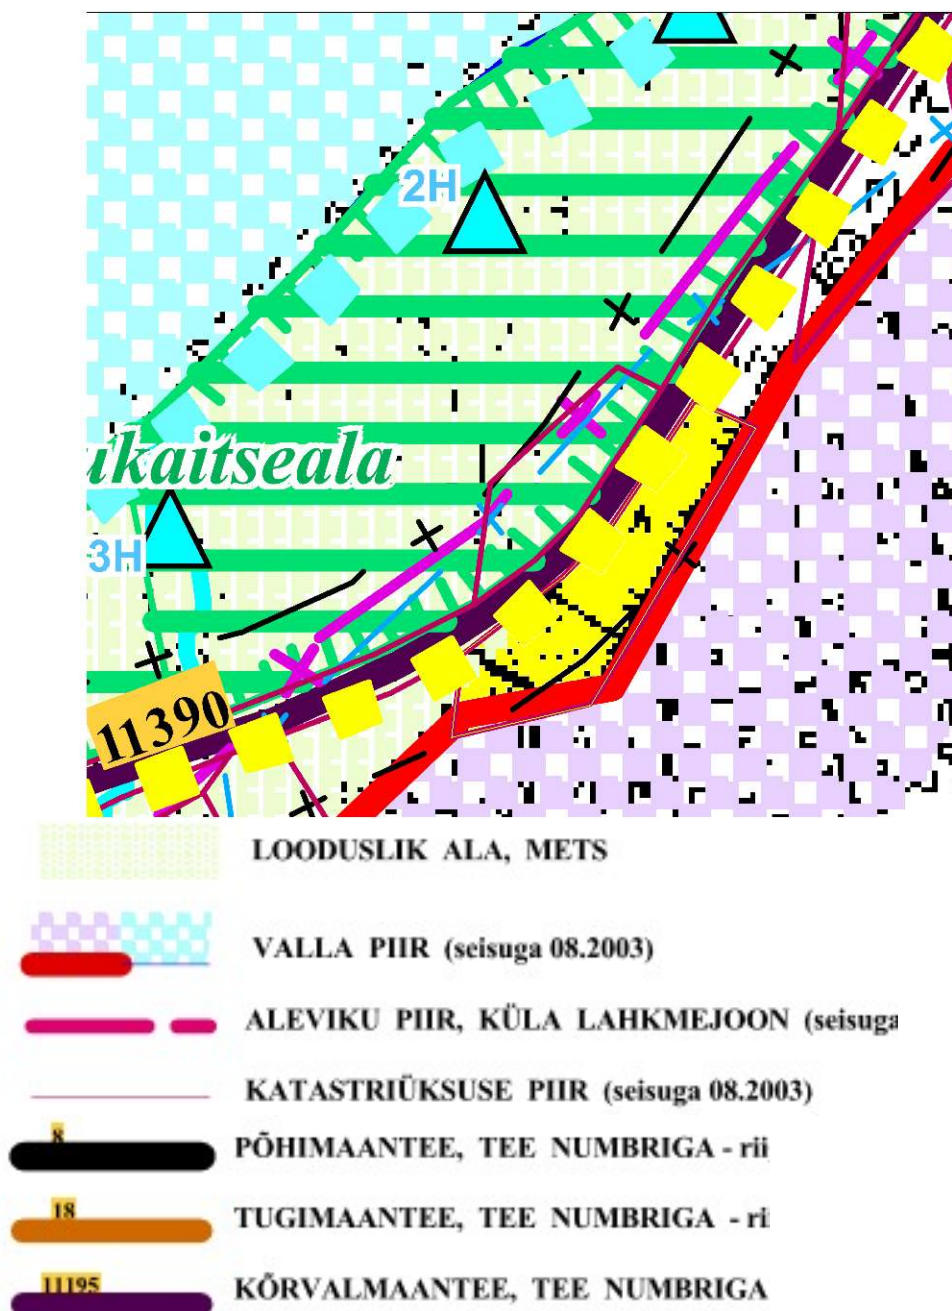 2H
ukaitseala
3H
11390
LOODUSLIK ALA, METS
VALLA PIIR (seisuga 08.2003)
ALEVIKU PIIR, KÜLA LAHKMEJOON (seisuga
KATASTRIÜKSUSE PIIR (seisuga 08.2003)
8
PÕHIMAANTEE, TEE NUMBRIGA - rii
18
TUGIMAANTEE, TEE NUMBRIGA - ri
11195
KÕRVALMAANTEE, TEE NUMBRIGA